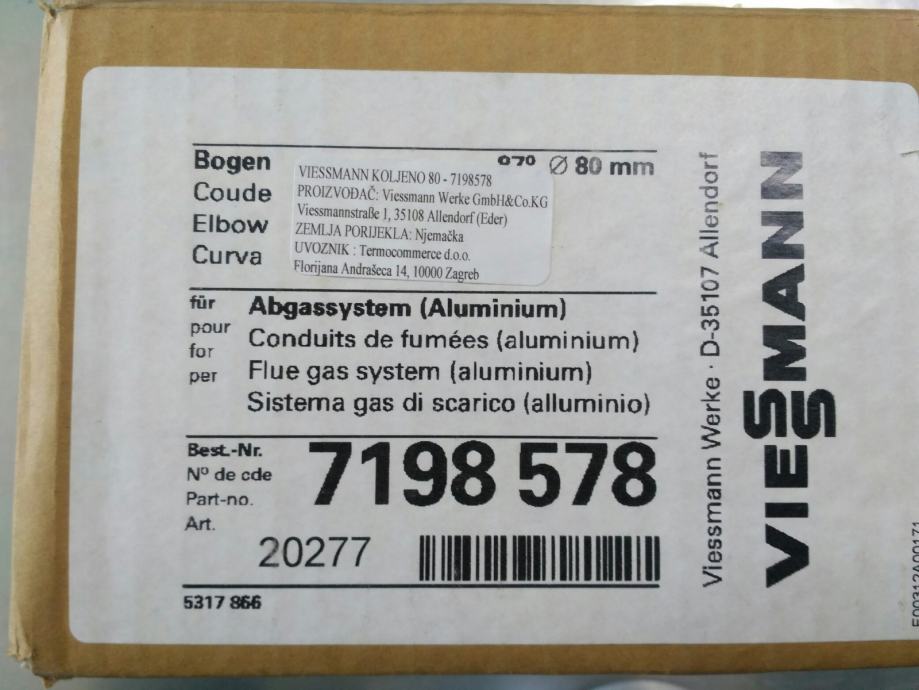 Bogen
Coude
Elbow
Curva
Ø 80 mm
VIESSMANN KOLJENO 80 - 7198578
PROIZVOĐAČ: Viessmann Werke GmbH&Co.KG
Viessmannstraße 1, 35108 Allendorf (Eder)
ZEMLJA PORIJEKLA: Njemačka
UVOZNIK : Termocommerce d.o.o.
Florijana Andrašeca 14, 10000 Zagreb
für Abgassystem (Aluminium)
pour Conduits de fumées (aluminium)
for Flue gas system (aluminium)
per Sistema gas di scarico (alluminio)
Best.-Nr.
Nº de cde
Part-no.
Art.
7198 578
20277
5317 866
Viessmann Werke · D-35107 Allendorf
VIESSMANN